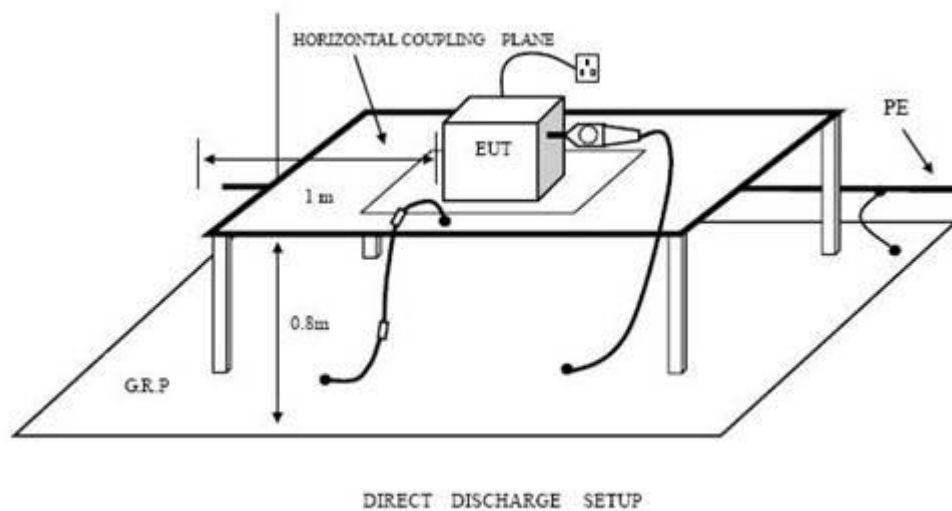 HORIZONTAL COUPLING PLANE
PE
EUT
1 m
0.8m
G.R.P
DIRECT DISCHARGE SETUP